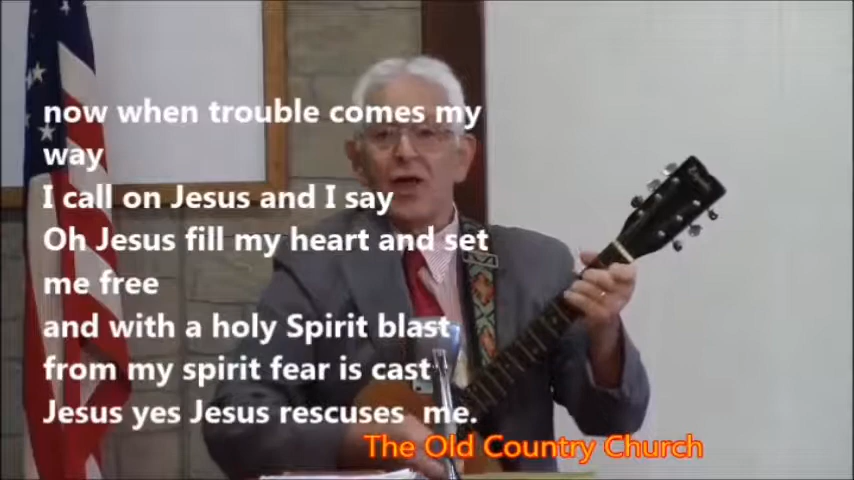 now when trouble comes my
way
I call on Jesus and I say
Oh Jesus fill my heart and set
me free
and with a holy Spirit blast
from my spirit fear is cast
Jesus yes Jesus rescues me.
The Old Country Church